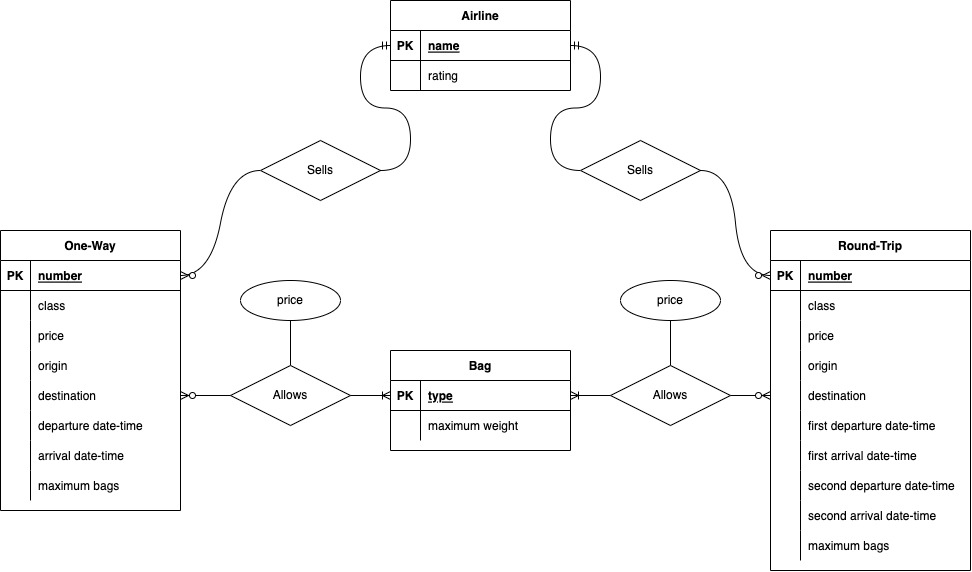 Airline
PK name
rating
Sells
Sells
One-Way
PK number
class
price
origin
destination
departure date-time
arrival date-time
maximum bags
price
Allows
Bag
PK type
maximum weight
price
Allows
Round-Trip
PK number
class
price
origin
destination
first departure date-time
first arrival date-time
second departure date-time
second arrival date-time
maximum bags